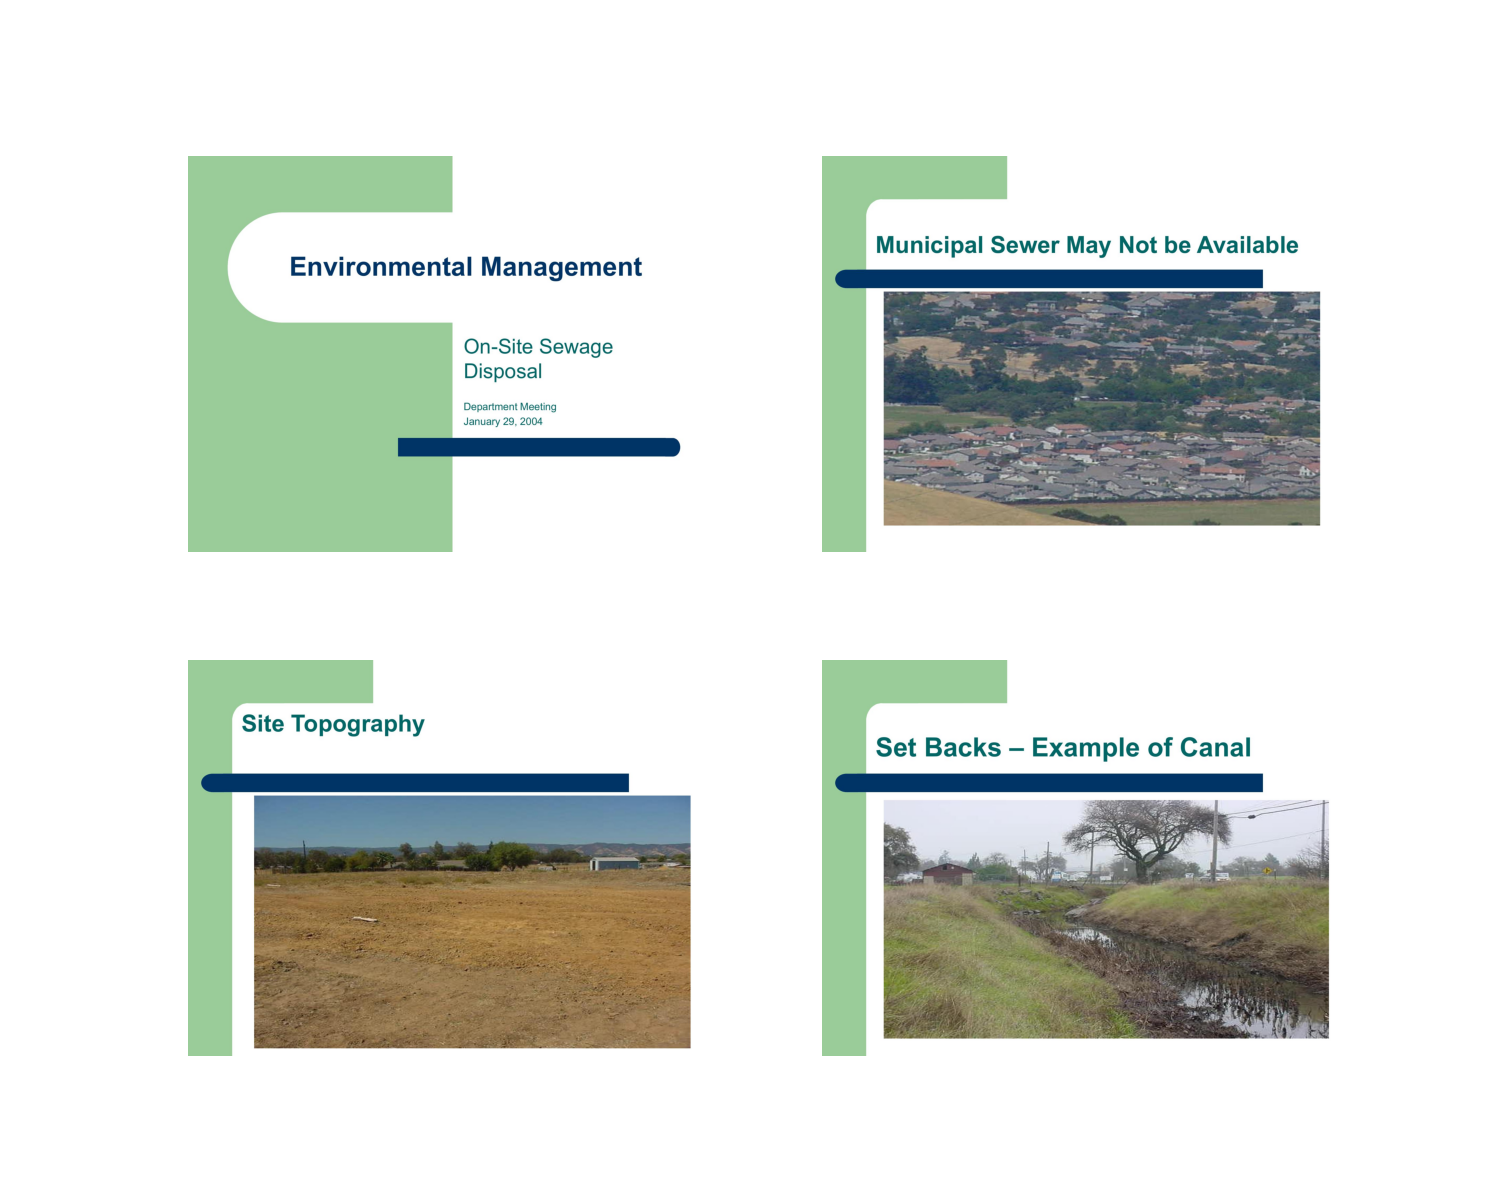 Environmental Management
On-Site Sewage
Disposal
Department Meeting
January 29, 2004
Municipal Sewer May Not be Available
Site Topography
Set Backs – Example of Canal